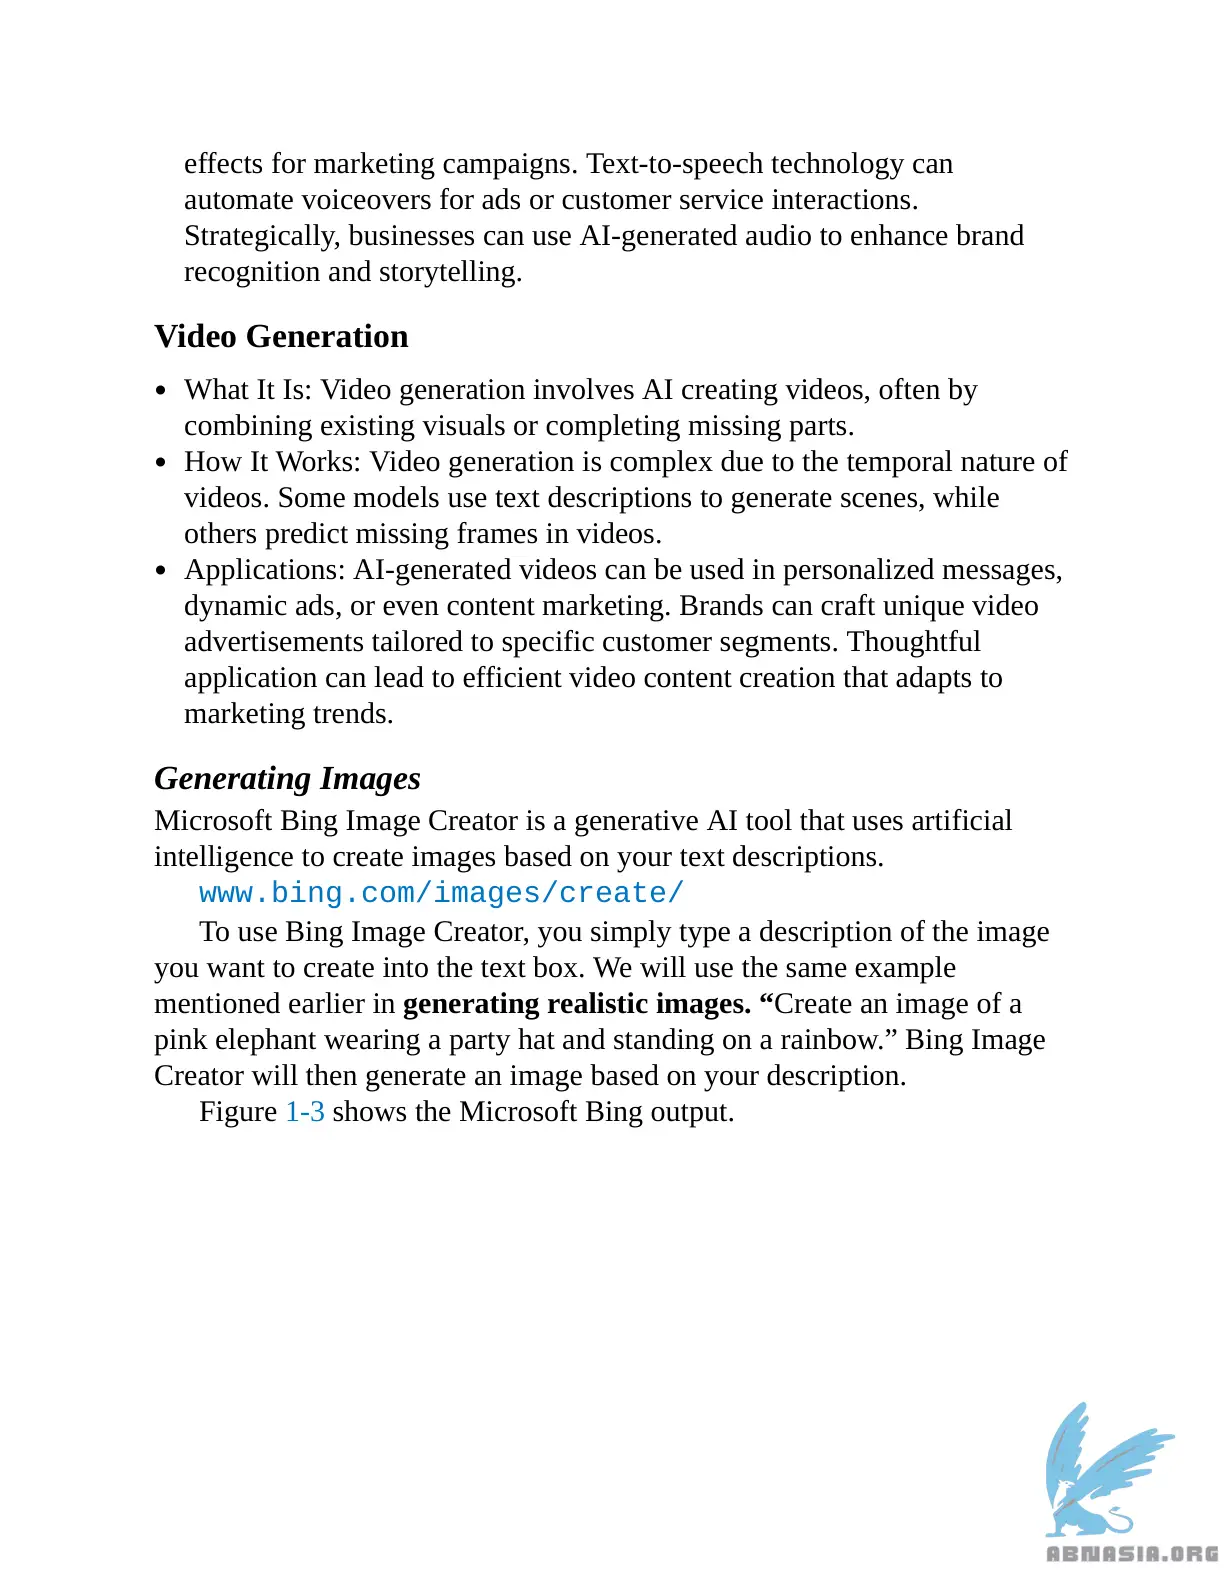 effects for marketing campaigns. Text-to-speech technology can
automate voiceovers for ads or customer service interactions.
Strategically, businesses can use AI-generated audio to enhance brand
recognition and storytelling.
Video Generation
• What It Is: Video generation involves AI creating videos, often by
combining existing visuals or completing missing parts.
• How It Works: Video generation is complex due to the temporal nature of
videos. Some models use text descriptions to generate scenes, while
others predict missing frames in videos.
• Applications: AI-generated videos can be used in personalized messages,
dynamic ads, or even content marketing. Brands can craft unique video
advertisements tailored to specific customer segments. Thoughtful
application can lead to efficient video content creation that adapts to
marketing trends.
Generating Images
Microsoft Bing Image Creator is a generative AI tool that uses artificial
intelligence to create images based on your text descriptions.
www.bing.com/images/create/
To use Bing Image Creator, you simply type a description of the image
you want to create into the text box. We will use the same example
mentioned earlier in generating realistic images. “Create an image of a
pink elephant wearing a party hat and standing on a rainbow.” Bing Image
Creator will then generate an image based on your description.
Figure 1-3 shows the Microsoft Bing output.
ABNASIA.ORG